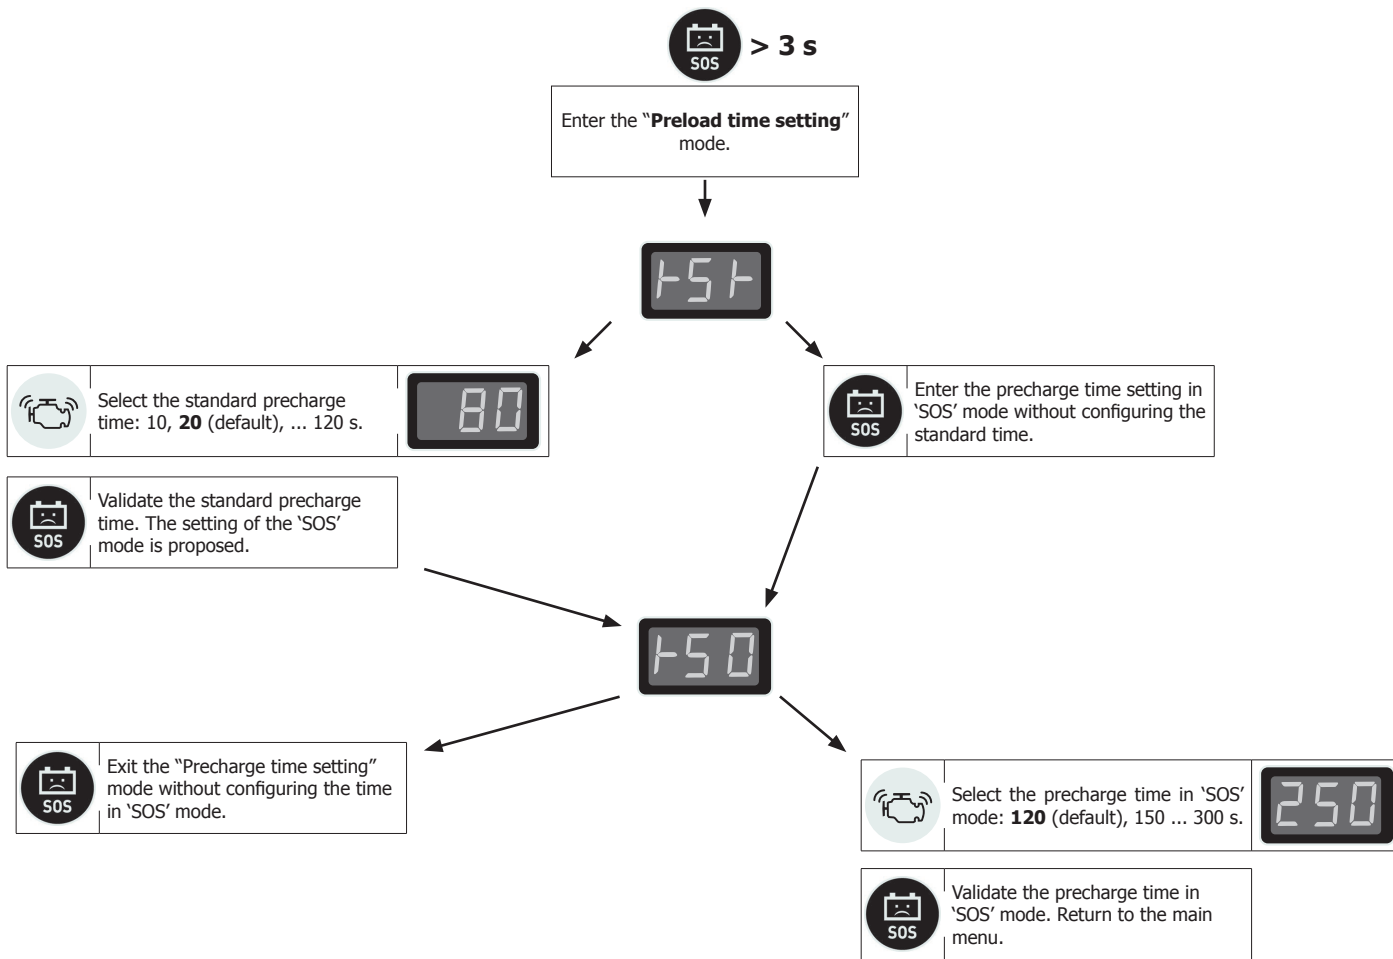 SOS
> 3 s
Enter the “Preload time setting”
mode.
tSt
Select the standard precharge
time: 10, 20 (default), ... 120 s.
80
SOS
Enter the precharge time setting in
‘SOS’ mode without configuring the
standard time.
SOS
Validate the standard precharge
time. The setting of the ‘SOS’
mode is proposed.
tS0
SOS
Exit the “Precharge time setting”
mode without configuring the time
in ‘SOS’ mode.
Select the precharge time in ‘SOS’
mode: 120 (default), 150 ... 300 s.
250
SOS
Validate the precharge time in
‘SOS’ mode. Return to the main
menu.